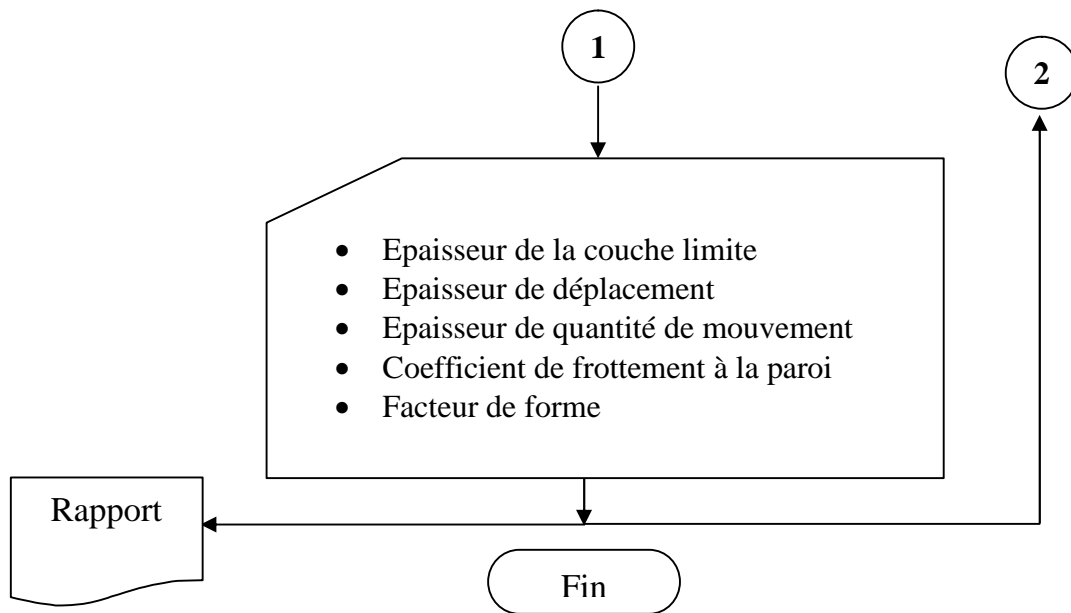 1
2
• Epaisseur de la couche limite
• Epaisseur de déplacement
• Epaisseur de quantité de mouvement
• Coefficient de frottement à la paroi
• Facteur de forme
Rapport
Fin